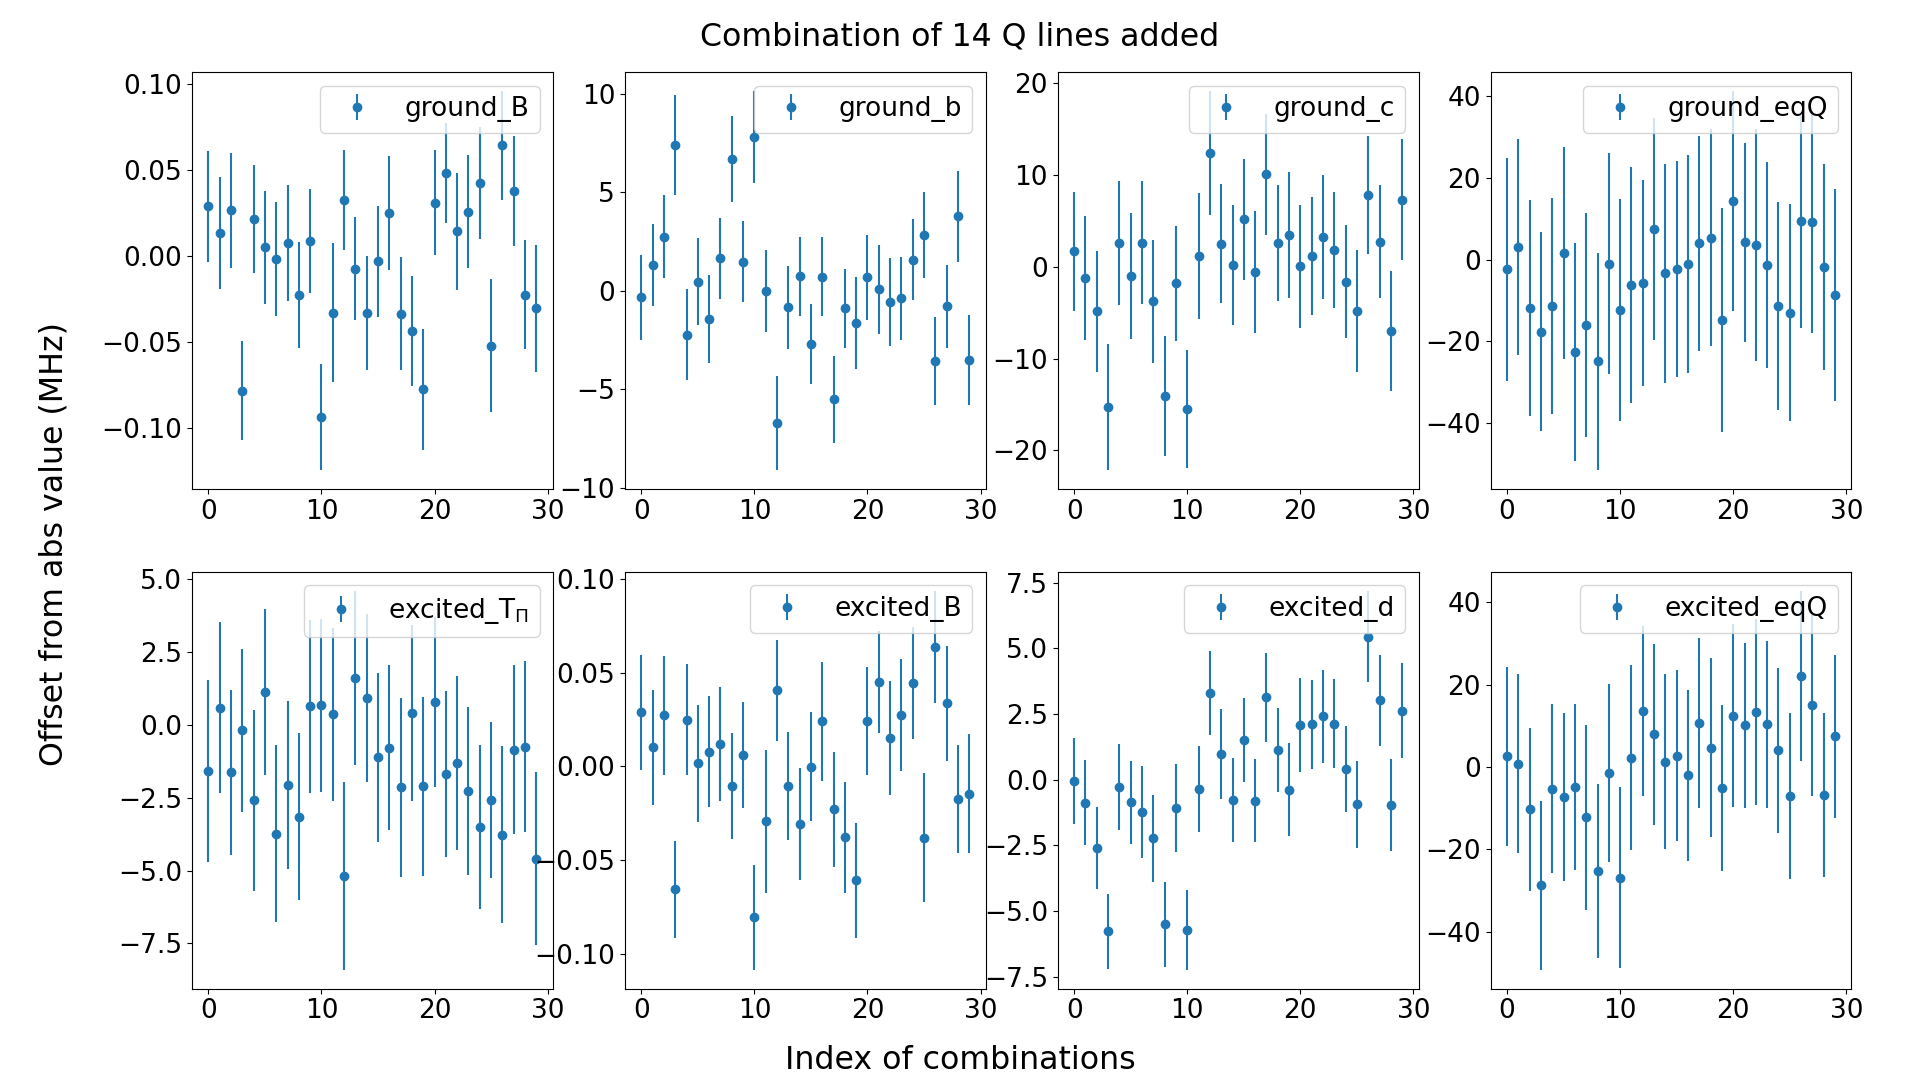 Combination of 14 Q lines added
Offset from abs value (MHz)
0.10
0.05
0.00
−0.05
−0.10
0 10 20 30
ground_B
10
5
0
−5
−10
0 10 20 30
ground_b
20
10
0
−10
−20
0 10 20 30
ground_c
40
20
0
−20
−40
0 10 20 30
ground_eqQ
5.0
2.5
0.0
−2.5
−5.0
−7.5
0 10 20 30
excited_TΠ
0.10
0.05
0.00
−0.05
−0.10
0 10 20 30
excited_B
7.5
5.0
2.5
0.0
−2.5
−5.0
−7.5
0 10 20 30
excited_d
40
20
0
−20
−40
0 10 20 30
excited_eqQ
Index of combinations